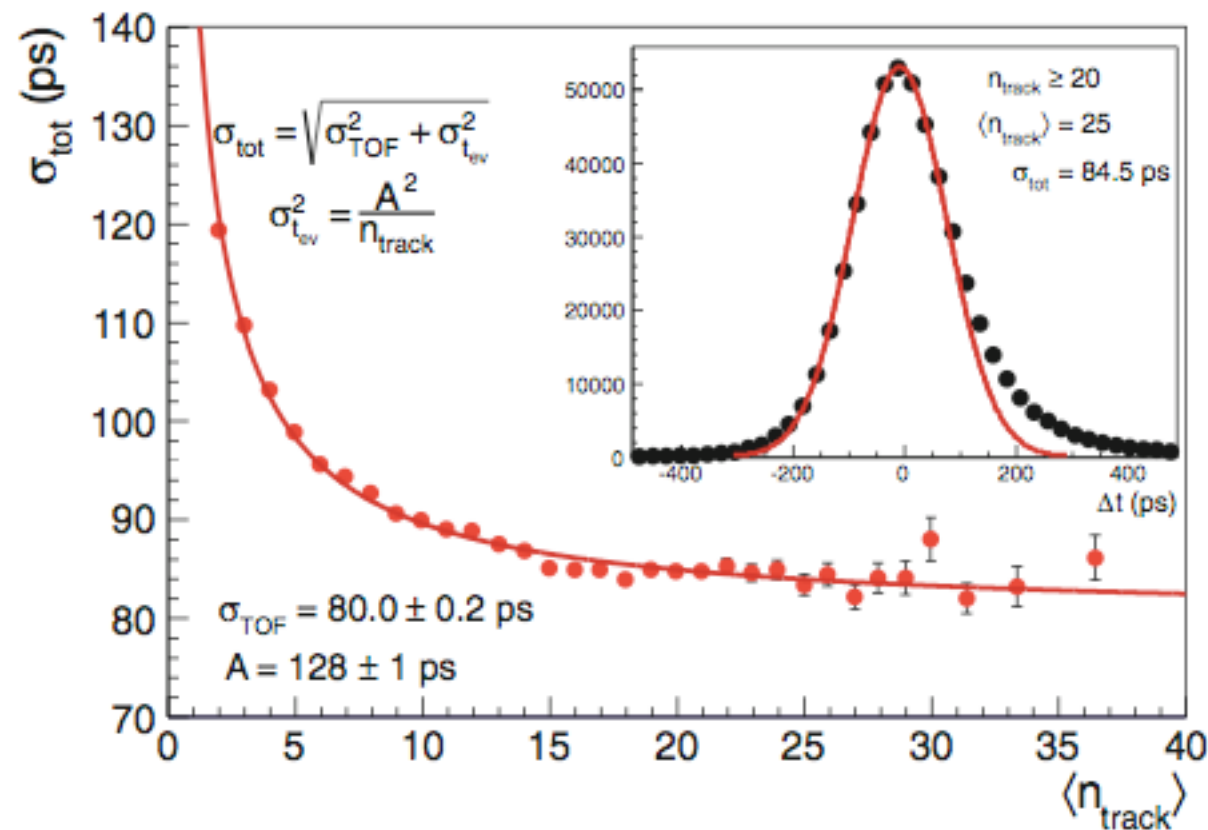 σtot (ps)
140
130
120
110
100
90
80
70
σtot = √σ²TOF + σ²tev
σ²tev = A²/ntrack
σTOF = 80.0 ± 0.2 ps
A = 128 ± 1 ps
50000
40000
30000
20000
10000
0
ntrack ≥ 20
⟨ntrack⟩ = 25
σtot = 84.5 ps
-400 -200 0 200 400
Δt (ps)
0 5 10 15 20 25 30 35 40
⟨ntrack⟩